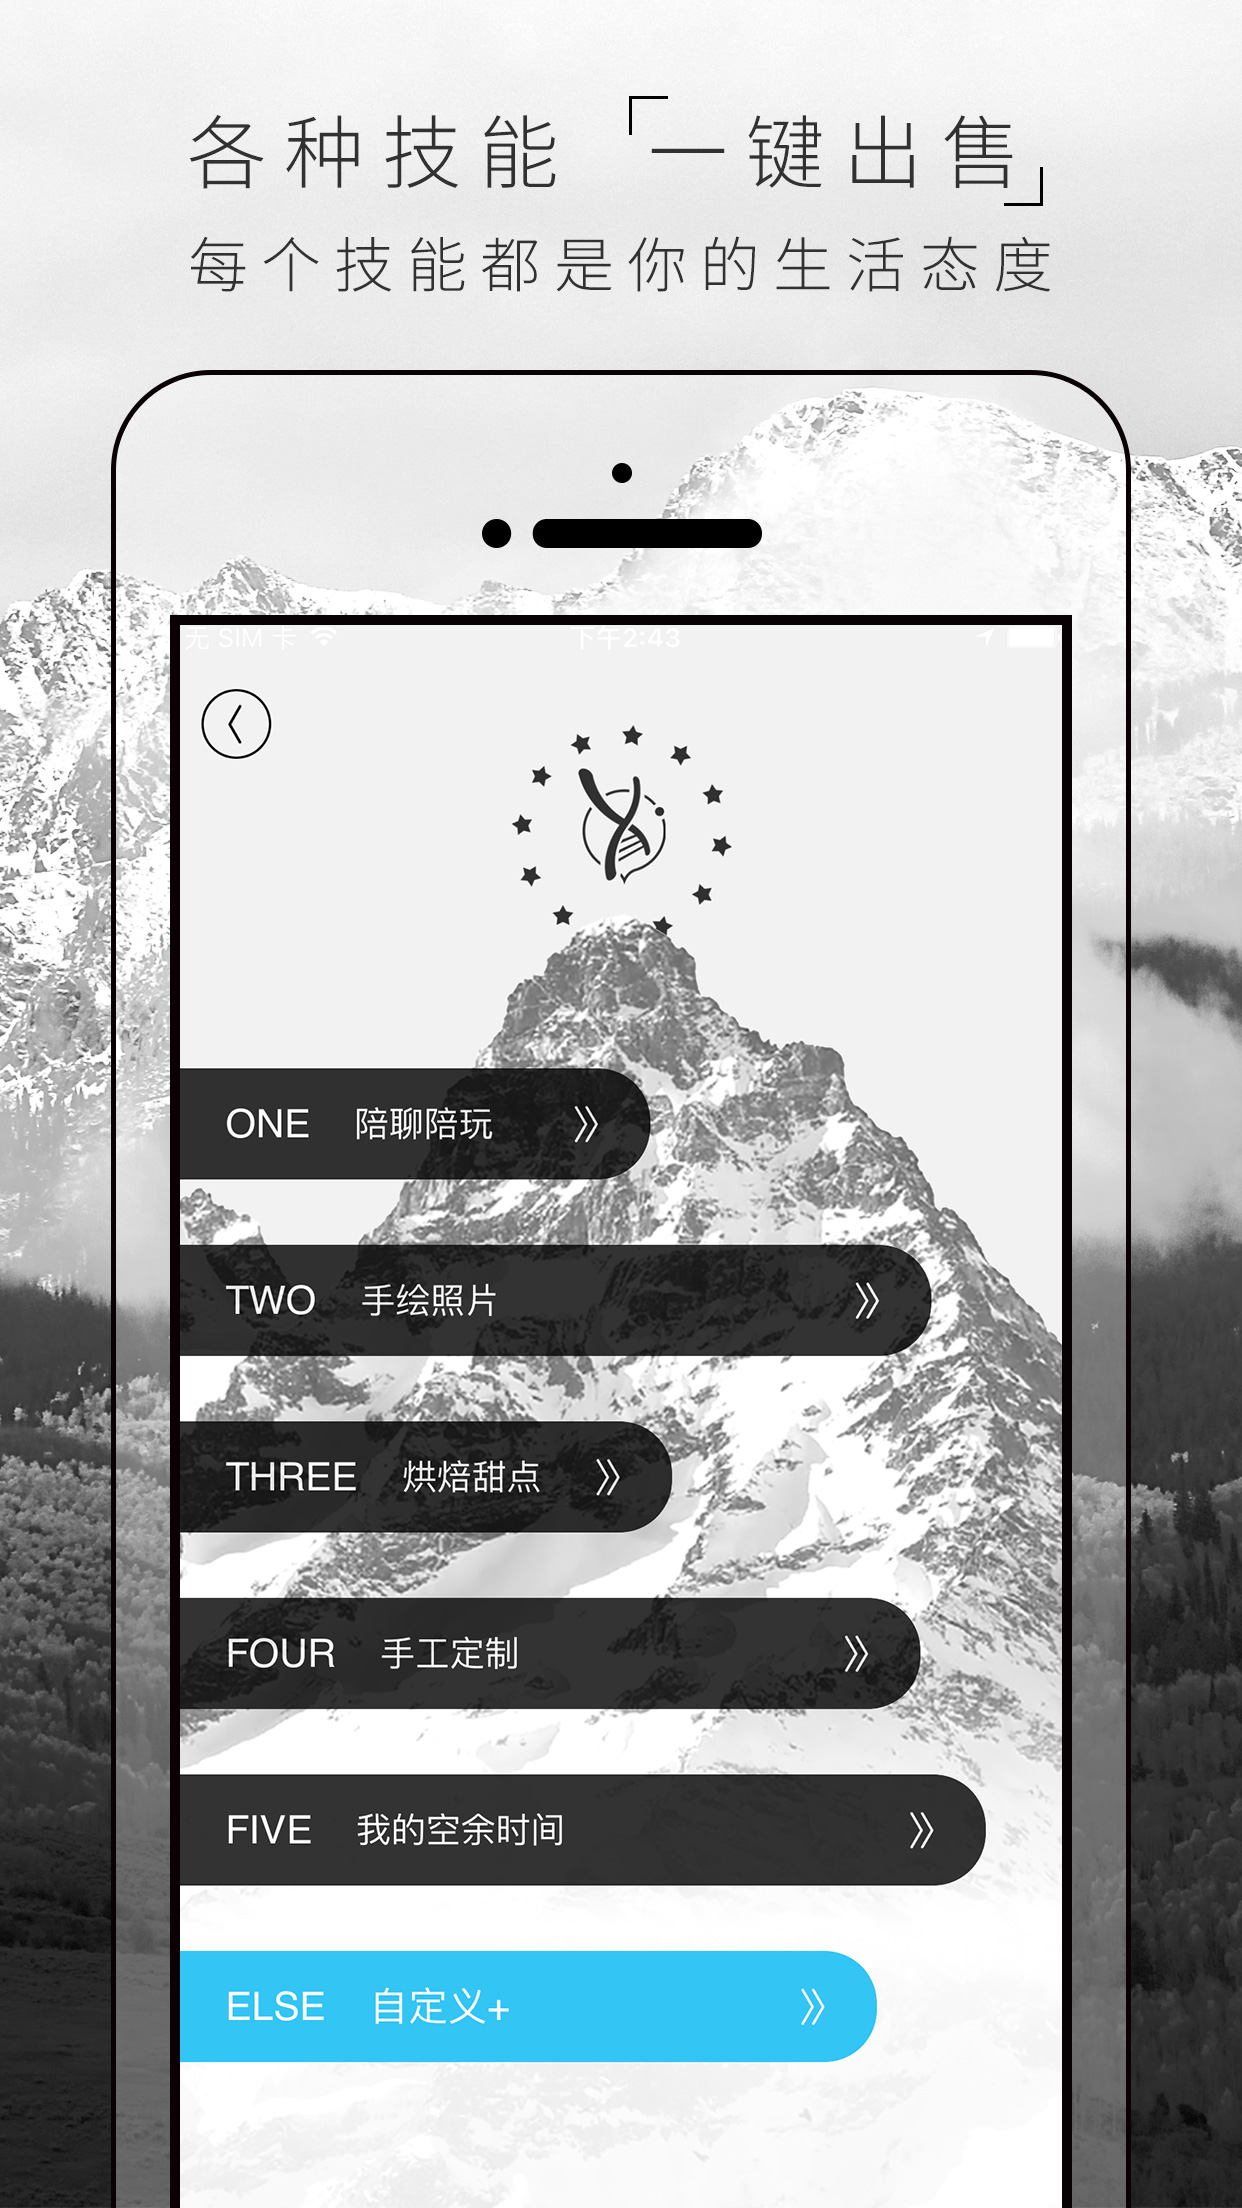 各种技能 「一键出售」
每个技能都是你的生活态度
无 SIM 卡 下午2:43
ONE 陪聊陪玩
TWO 手绘照片
THREE 烘焙甜点
FOUR 手工定制
FIVE 我的空余时间
ELSE 自定义+